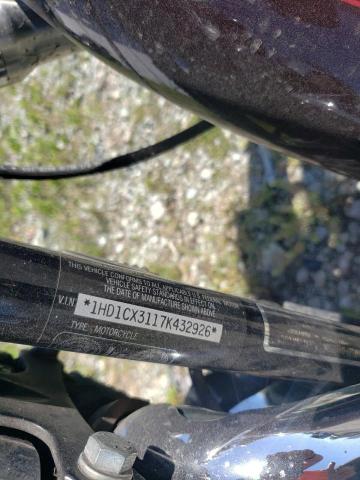 THIS VEHICLE CONFORMS TO ALL APPLICABLE U.S. FEDERAL MOTOR
VEHICLE SAFETY STANDARDS IN EFFECT ON
THE DATE OF MANUFACTURE SHOWN ABOVE
V.I.N. *1HD1CX3117K432926*
TYPE: MOTORCYCLE